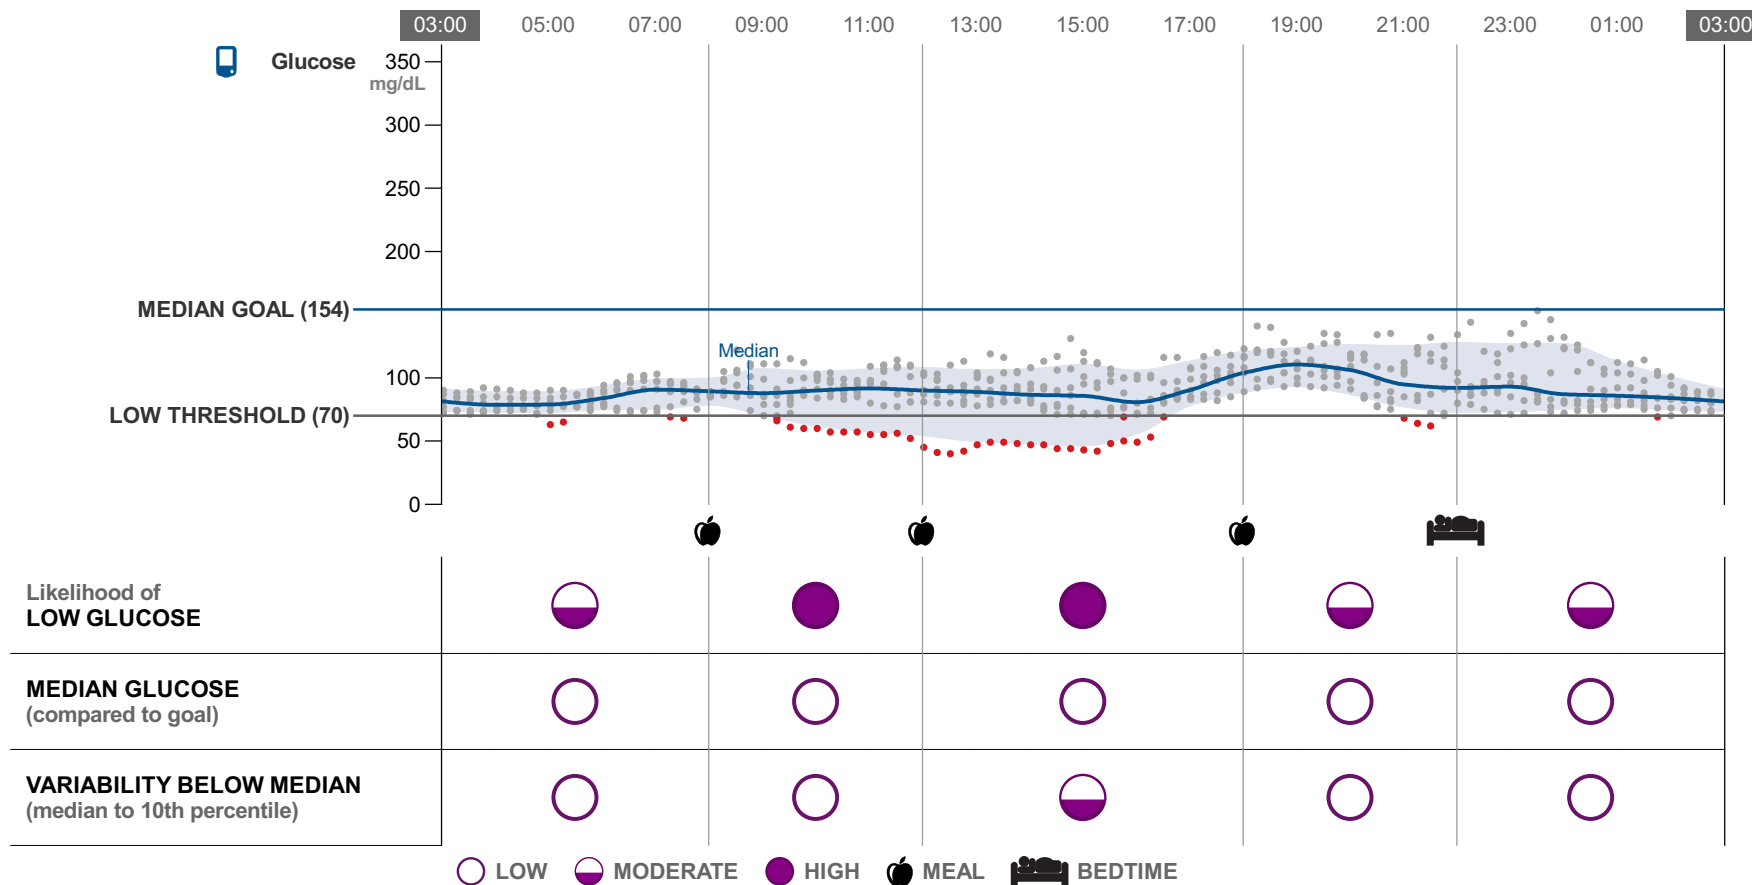 03:00 05:00 07:00 09:00 11:00 13:00 15:00 17:00 19:00 21:00 23:00 01:00 03:00
Glucose 350
mg/dL
300
250
200
MEDIAN GOAL (154)
Median
100
LOW THRESHOLD (70)
50
0
Likelihood of
LOW GLUCOSE
MEDIAN GLUCOSE
(compared to goal)
VARIABILITY BELOW MEDIAN
(median to 10th percentile)
LOW MODERATE HIGH MEAL BEDTIME